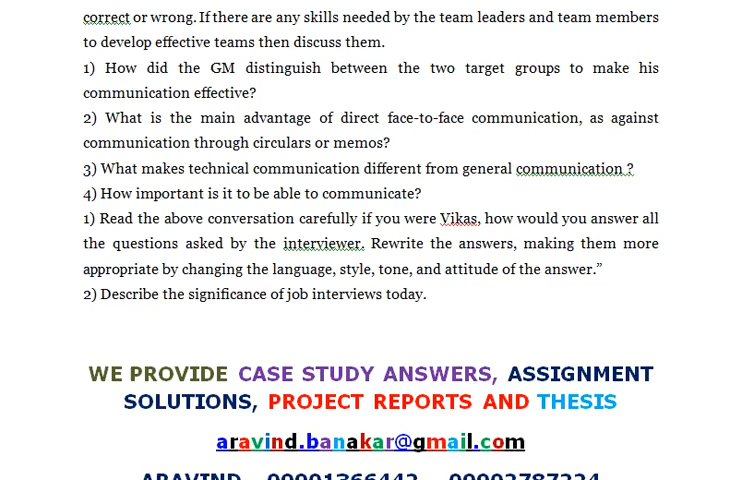 correct or wrong. If there are any skills needed by the team leaders and team members
to develop effective teams then discuss them.
1) How did the GM distinguish between the two target groups to make his
communication effective?
2) What is the main advantage of direct face-to-face communication, as against
communication through circulars or memos?
3) What makes technical communication different from general communication ?
4) How important is it to be able to communicate?
1) Read the above conversation carefully if you were Vikas, how would you answer all
the questions asked by the interviewer. Rewrite the answers, making them more
appropriate by changing the language, style, tone, and attitude of the answer.”
2) Describe the significance of job interviews today.
WE PROVIDE CASE STUDY ANSWERS, ASSIGNMENT
SOLUTIONS, PROJECT REPORTS AND THESIS
aravind.banakar@gmail.com
ARAVIND 09901366442 09902787224